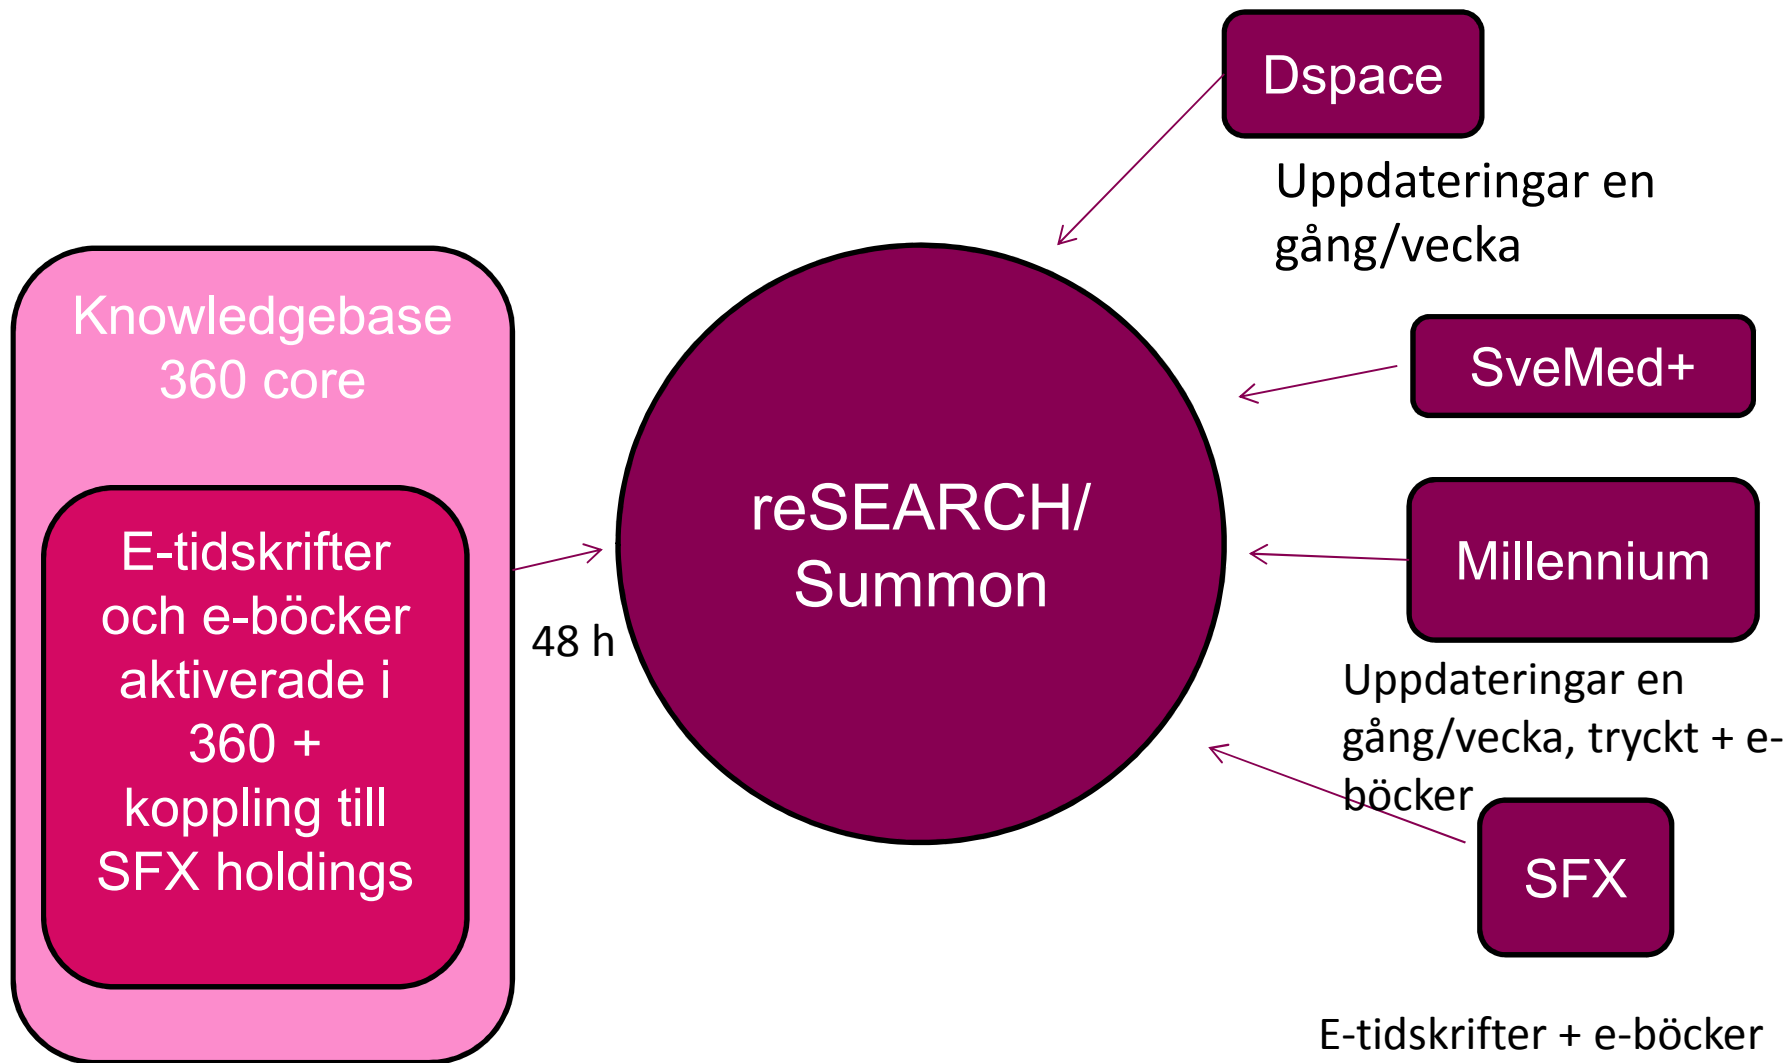 Dspace
Uppdateringar en
gång/vecka
Knowledgebase
360 core
E-tidskrifter
och e-böcker
aktiverade i
360 +
koppling till
SFX holdings
48 h
reSEARCH/
Summon
SveMed+
Millennium
Uppdateringar en
gång/vecka, tryckt + e-
böcker
SFX
E-tidskrifter + e-böcker